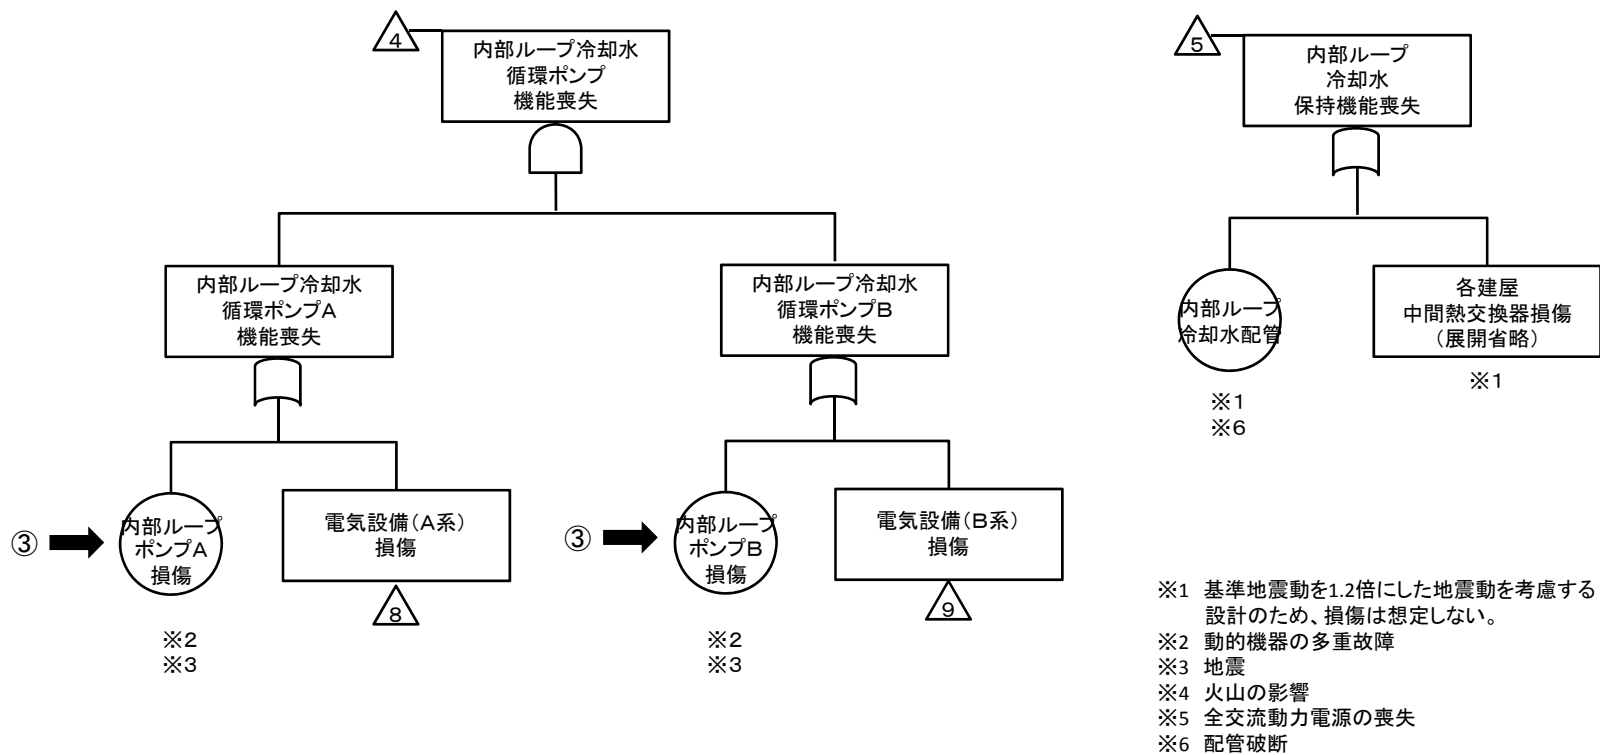 4
内部ループ冷却水
循環ポンプ
機能喪失
内部ループ冷却水
循環ポンプA
機能喪失
内部ループ冷却水
循環ポンプB
機能喪失
③
内部ループ
ポンプA
損傷
※2
※3
電気設備(A系)
損傷
8
③
内部ループ
ポンプB
損傷
※2
※3
電気設備(B系)
損傷
9
5
内部ループ
冷却水
保持機能喪失
内部ループ
冷却水配管
※1
※6
各建屋
中間熱交換器損傷
(展開省略)
※1
※1 基準地震動を1.2倍にした地震動を考慮する
設計のため、損傷は想定しない。
※2 動的機器の多重故障
※3 地震
※4 火山の影響
※5 全交流動力電源の喪失
※6 配管破断